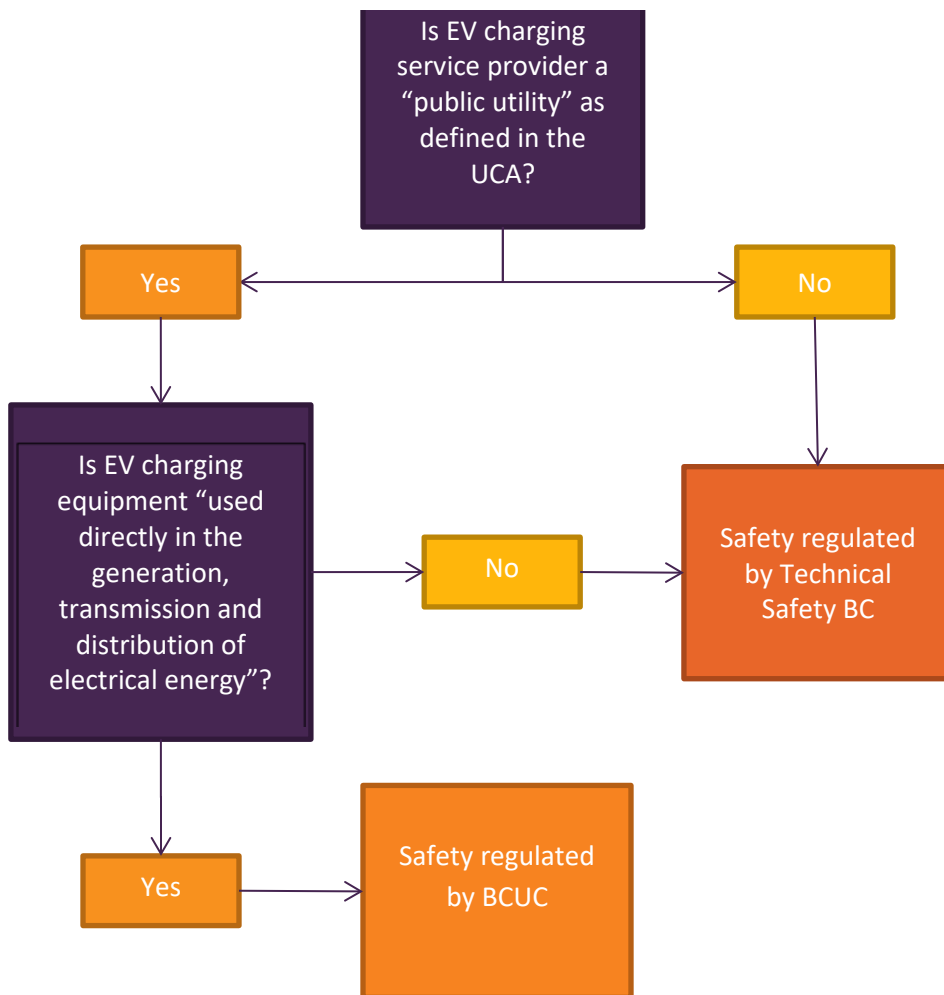 Is EV charging
service provider a
“public utility” as
defined in the
UCA?
Yes
No
Is EV charging
equipment “used
directly in the
generation,
transmission and
distribution of
electrical energy”?
No
Safety regulated
by Technical
Safety BC
Yes
Safety regulated
by BCUC